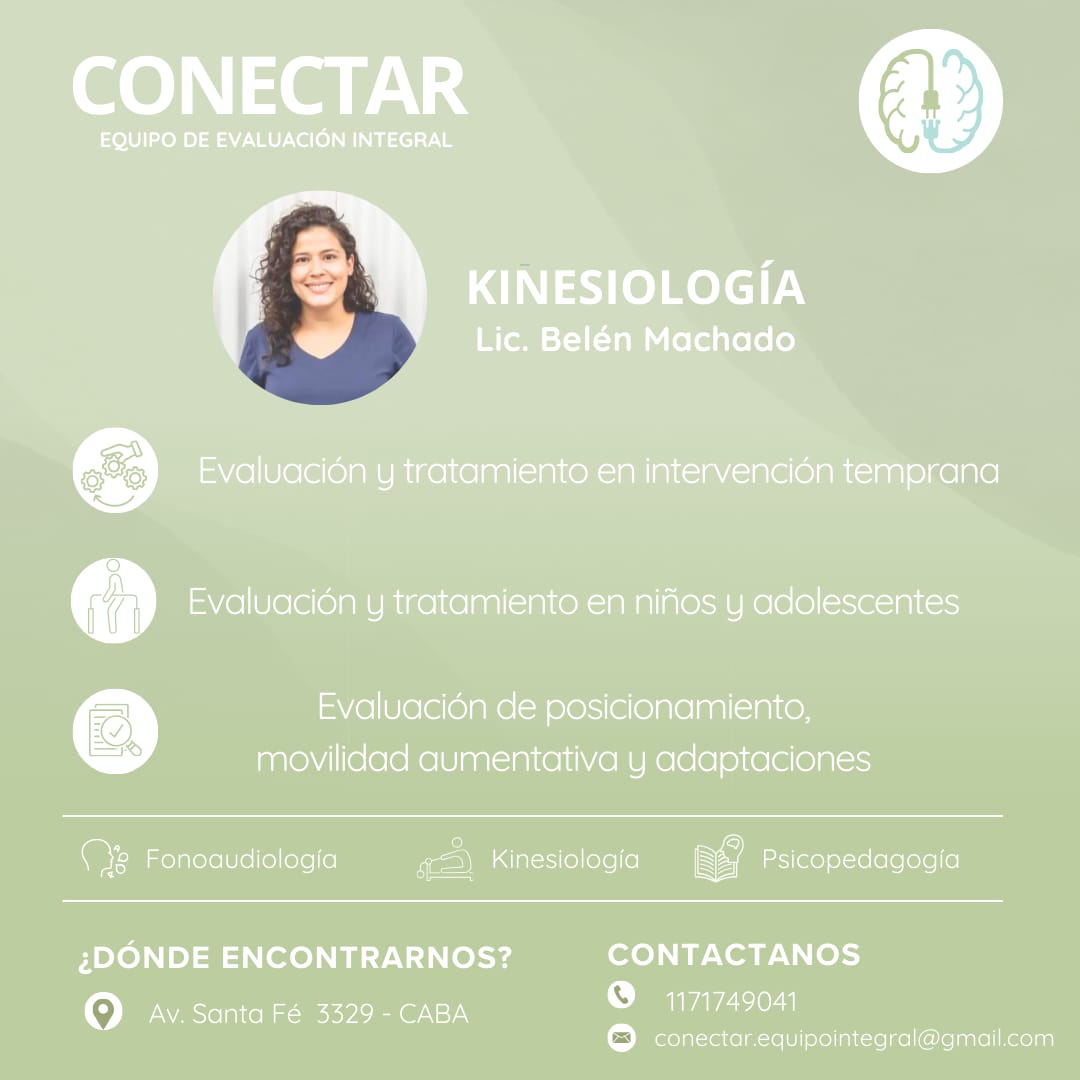 CONECTAR
EQUIPO DE EVALUACIÓN INTEGRAL
KINESIOLOGÍA
Lic. Belén Machado
Evaluación y tratamiento en intervención temprana
Evaluación y tratamiento en niños y adolescentes
Evaluación de posicionamiento,
movilidad aumentativa y adaptaciones
Fonoaudiología
Kinesiología
Psicopedagogía
¿DÓNDE ENCONTRARNOS?
Av. Santa Fé 3329 - CABA
CONTACTANOS
1171749041
conectar.equipointegral@gmail.com